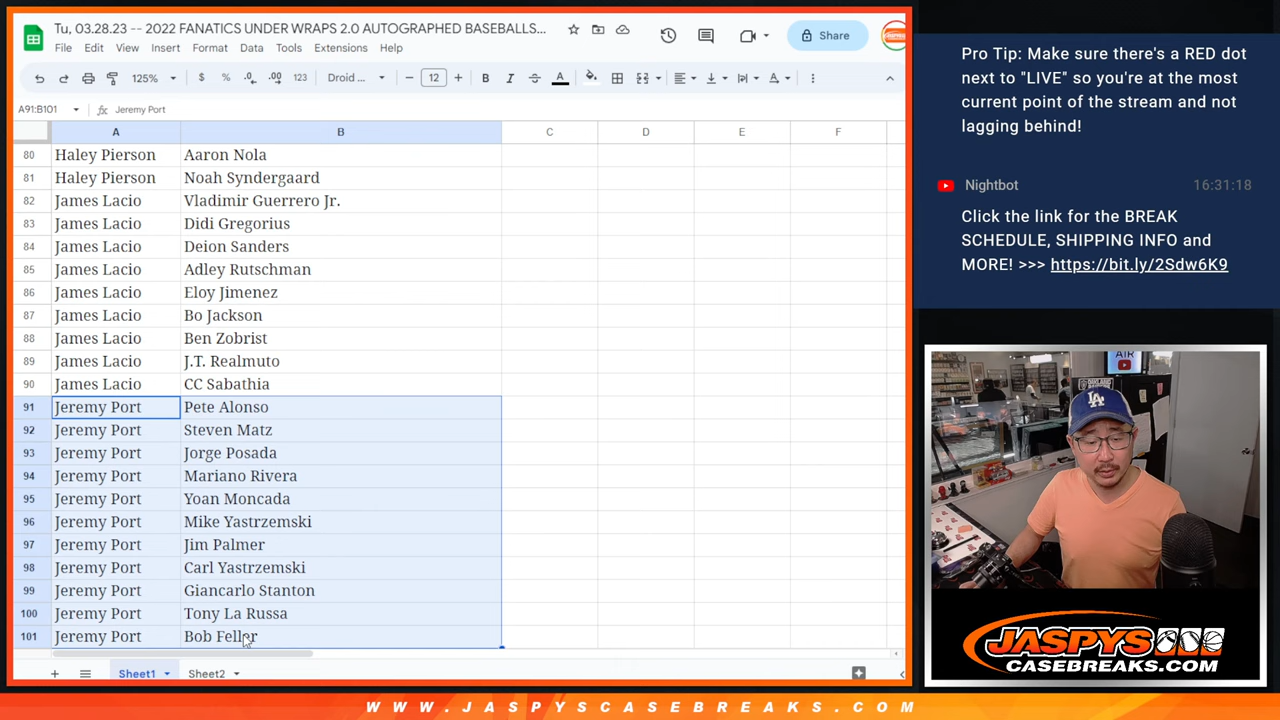 Tu, 03.28.23 -- 2022 FANATICS UNDER WRAPS 2.0 AUTOGRAPHED BASEBALLS...
Share
File Edit View Insert Format Data Tools Extensions Help
125% $ % .0 .00 123 Droid ... − 12 + B I A
A91:B101 fx Jeremy Port
A B C D E F
80 Haley Pierson Aaron Nola
81 Haley Pierson Noah Syndergaard
82 James Lacio Vladimir Guerrero Jr.
83 James Lacio Didi Gregorius
84 James Lacio Deion Sanders
85 James Lacio Adley Rutschman
86 James Lacio Eloy Jimenez
87 James Lacio Bo Jackson
88 James Lacio Ben Zobrist
89 James Lacio J.T. Realmuto
90 James Lacio CC Sabathia
91 Jeremy Port Pete Alonso
92 Jeremy Port Steven Matz
93 Jeremy Port Jorge Posada
94 Jeremy Port Mariano Rivera
95 Jeremy Port Yoan Moncada
96 Jeremy Port Mike Yastrzemski
97 Jeremy Port Jim Palmer
98 Jeremy Port Carl Yastrzemski
99 Jeremy Port Giancarlo Stanton
100 Jeremy Port Tony La Russa
101 Jeremy Port Bob Feller
Sheet1 Sheet2
Pro Tip: Make sure there's a RED dot
next to "LIVE" so you're at the most
current point of the stream and not
lagging behind!
Nightbot 16:31:18
Click the link for the BREAK
SCHEDULE, SHIPPING INFO and
MORE! >>> https://bit.ly/2Sdw6K9
AIR
LA
JASPYS
CASEBREAKS.COM
WWW.JASPYSCASEBREAKS.COM